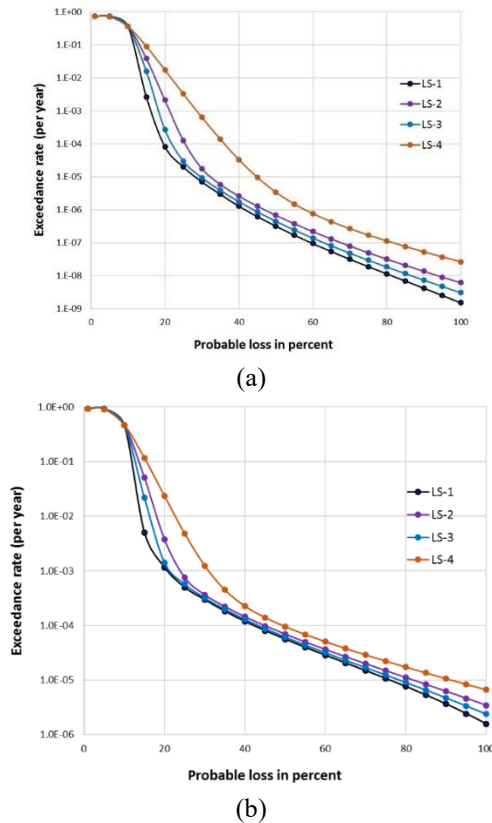 1.E+00
1.E-01
1.E-02
1.E-03
1.E-04
1.E-05
1.E-06
1.E-07
1.E-08
1.E-09
Exceedance rate (per year)
LS-1
LS-2
LS-3
LS-4
0 20 40 60 80 100
Probable loss in percent
(a)
1.0E+00
1.0E-01
1.0E-02
1.0E-03
1.0E-04
1.0E-05
1.0E-06
Exceedance rate (per year)
LS-1
LS-2
LS-3
LS-4
0 20 40 60 80 100
Probable loss in percent
(b)